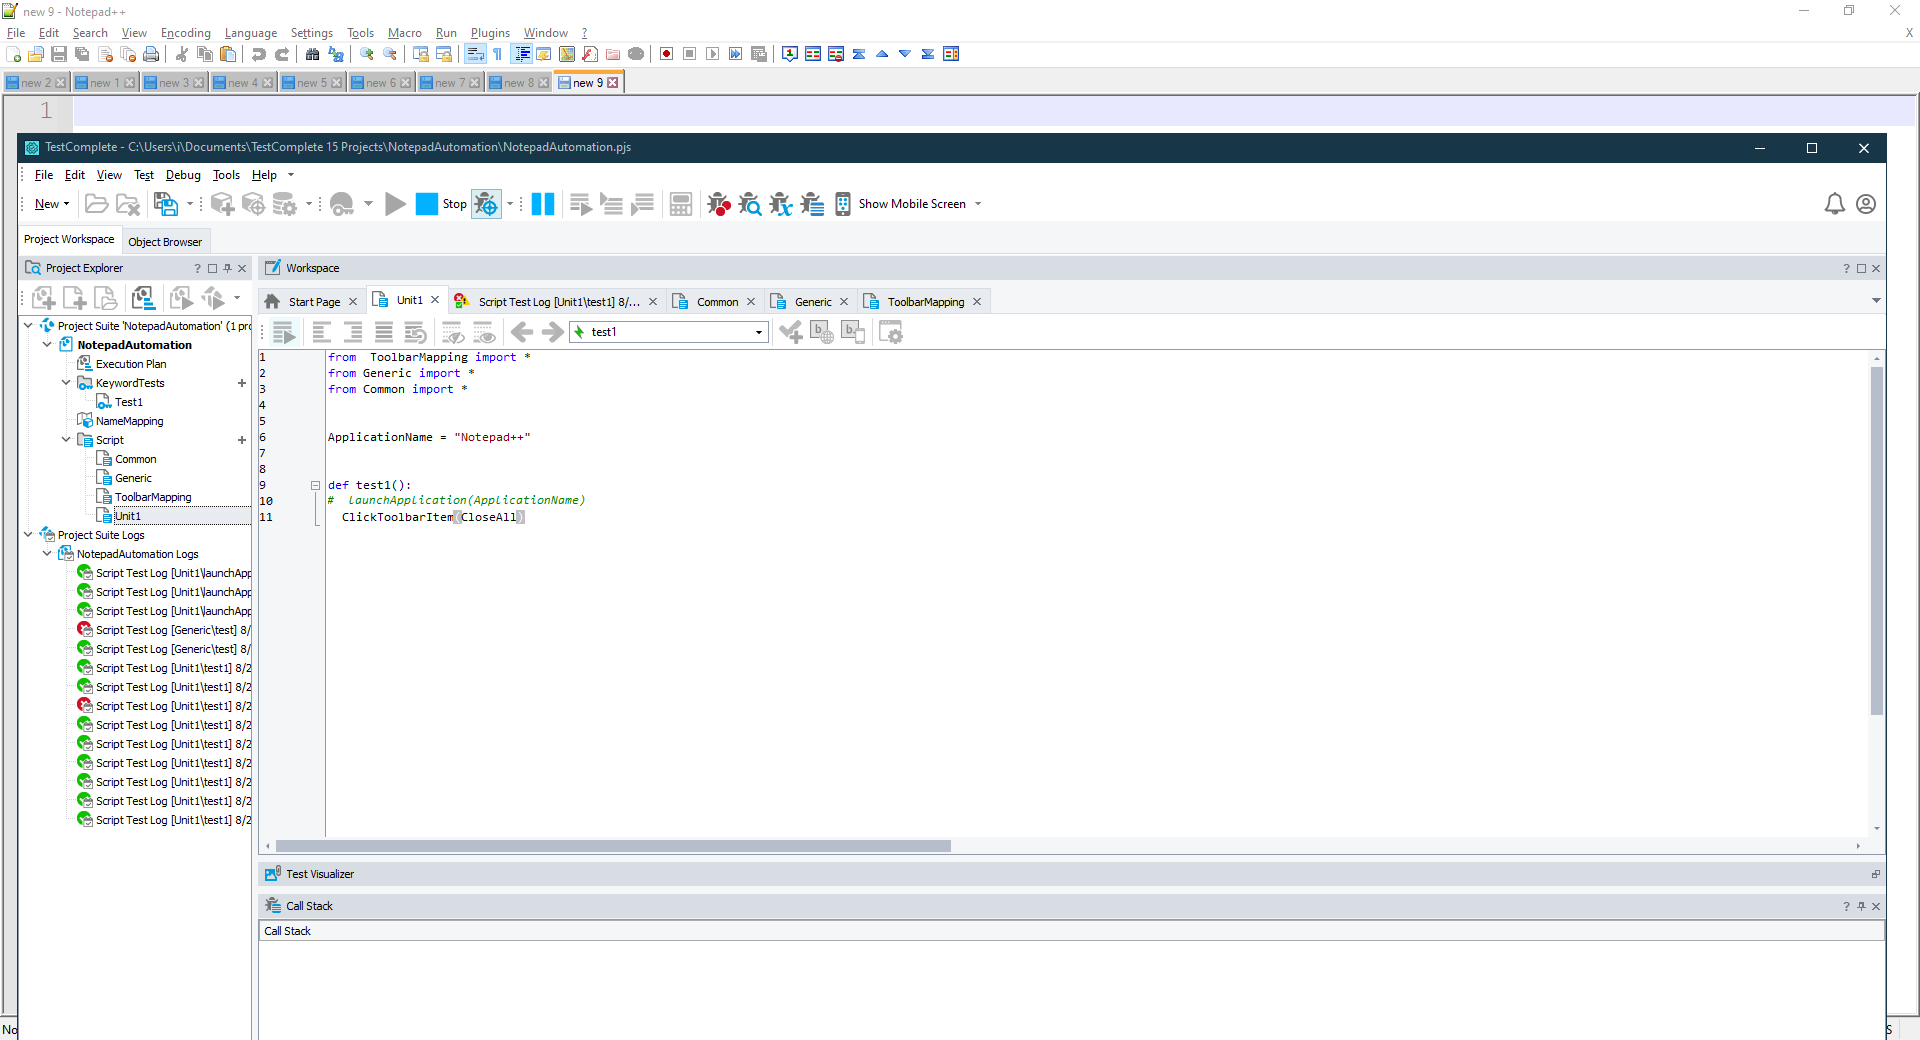 new 9 - Notepad++
File Edit Search View Encoding Language Settings Tools Macro Run Plugins Window ? X
new 2 new 1 new 3 new 4 new 5 new 6 new 7 new 8 new 9
1
TestComplete - C:\Users\i\Documents\TestComplete 15 Projects\NotepadAutomation\NotepadAutomation.pjs
File Edit View Test Debug Tools Help
New Stop Show Mobile Screen
Project Workspace Object Browser
Project Explorer ? Workspace ?
Start Page Unit1 Script Test Log [Unit1\test1] 8/... Common Generic ToolbarMapping
test1
Project Suite 'NotepadAutomation' (1 pro
NotepadAutomation
Execution Plan
KeywordTests
Test1
NameMapping
Script
Common
Generic
ToolbarMapping
Unit1
Project Suite Logs
NotepadAutomation Logs
Script Test Log [Unit1\launchApp
Script Test Log [Unit1\launchApp
Script Test Log [Unit1\launchApp
Script Test Log [Generic\test] 8/
Script Test Log [Generic\test] 8/
Script Test Log [Unit1\test1] 8/2
Script Test Log [Unit1\test1] 8/2
Script Test Log [Unit1\test1] 8/2
Script Test Log [Unit1\test1] 8/2
Script Test Log [Unit1\test1] 8/2
Script Test Log [Unit1\test1] 8/2
Script Test Log [Unit1\test1] 8/2
Script Test Log [Unit1\test1] 8/2
Script Test Log [Unit1\test1] 8/2
1 from  ToolbarMapping import *
2 from Generic import *
3 from Common import *
4
5
6 ApplicationName = "Notepad++"
7
8
9 def test1():
10 #  launchApplication(ApplicationName)
11   ClickToolbarItem(CloseAll)
Test Visualizer
Call Stack ?
Call Stack
No S